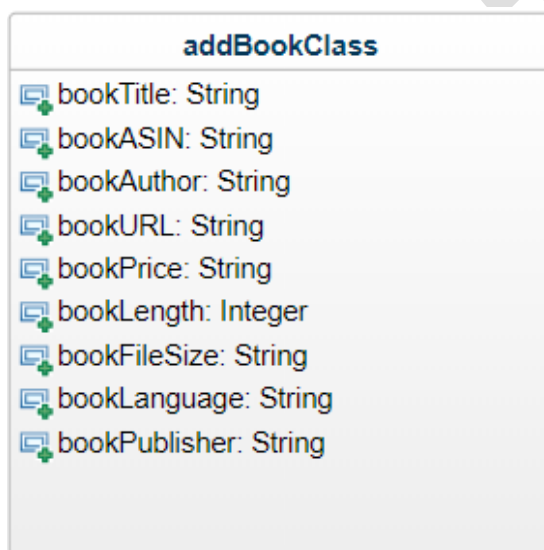 addBookClass
bookTitle: String
bookASIN: String
bookAuthor: String
bookURL: String
bookPrice: String
bookLength: Integer
bookFileSize: String
bookLanguage: String
bookPublisher: String